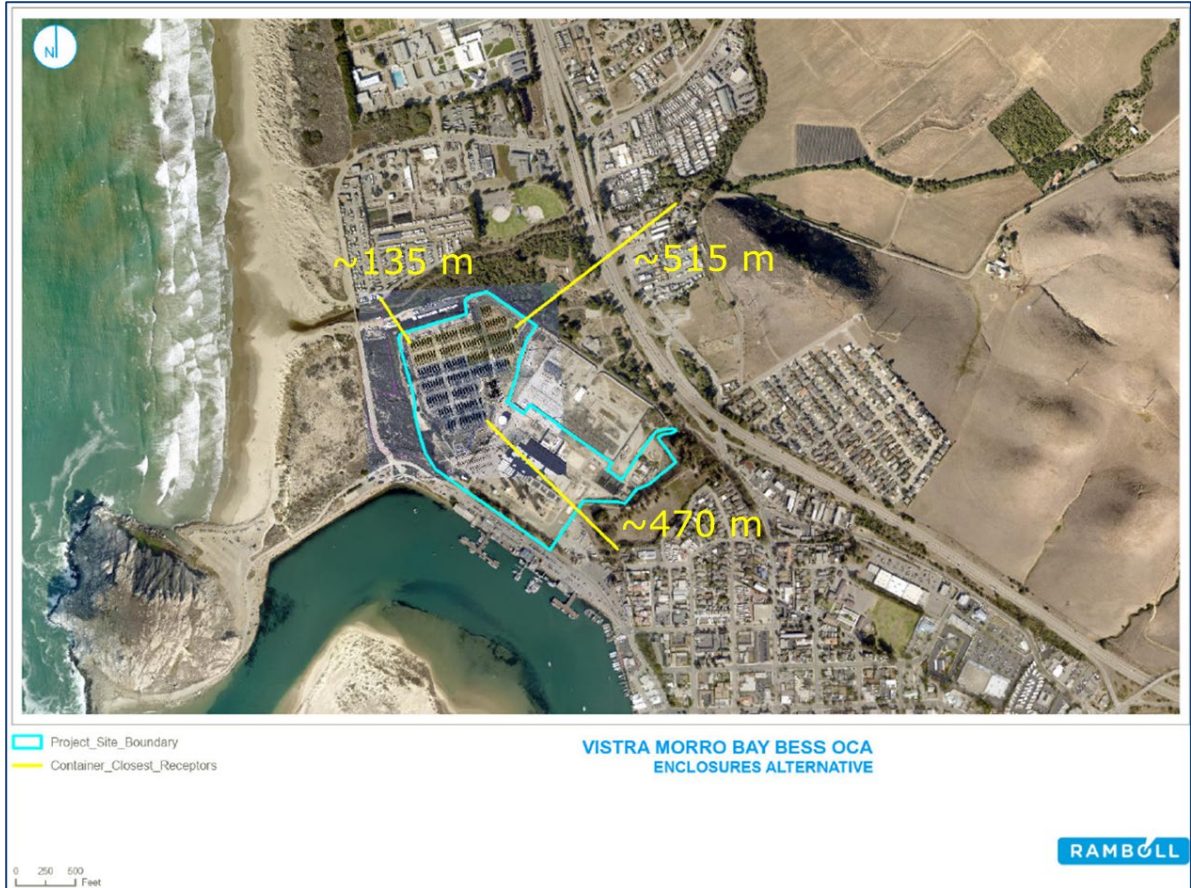 N
~135 m
~515 m
~470 m
Project_Site_Boundary
Container_Closest_Receptors
VISTRA MORRO BAY BESS OCA
ENCLOSURES ALTERNATIVE
RAMBOLL
0 250 500
Feet